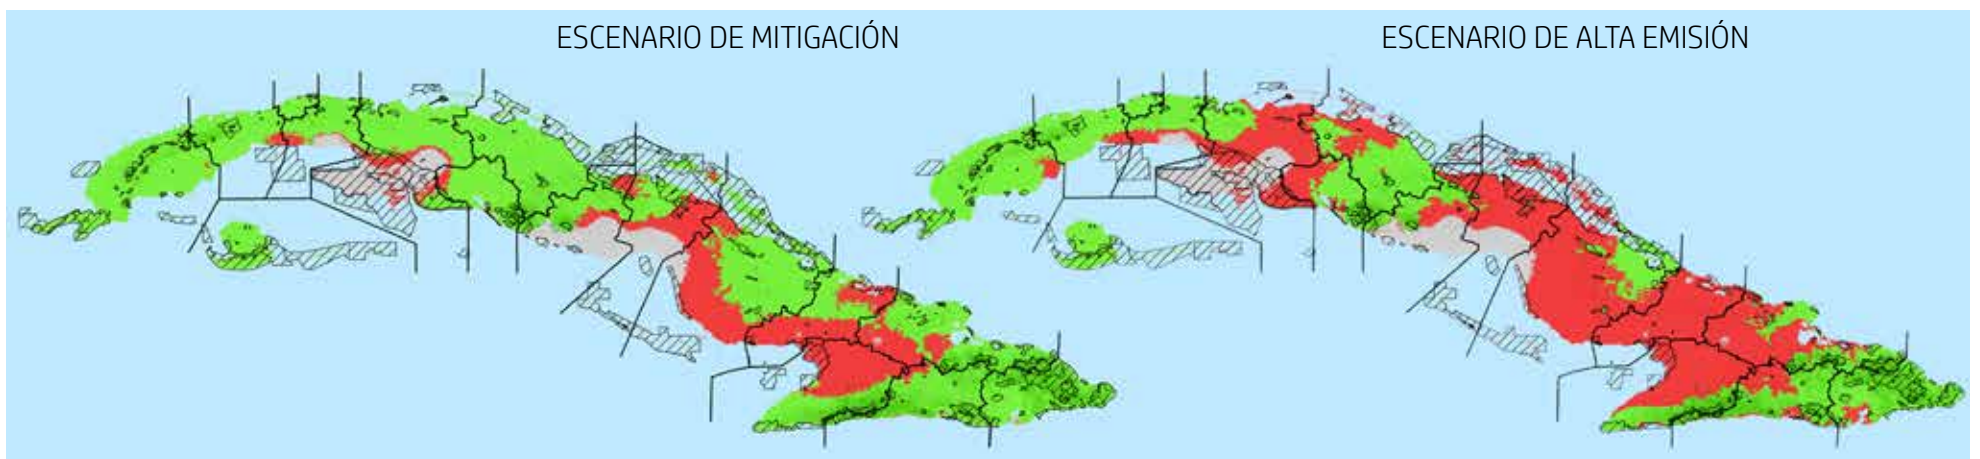 ESCENARIO DE MITIGACIÓN
ESCENARIO DE ALTA EMISIÓN